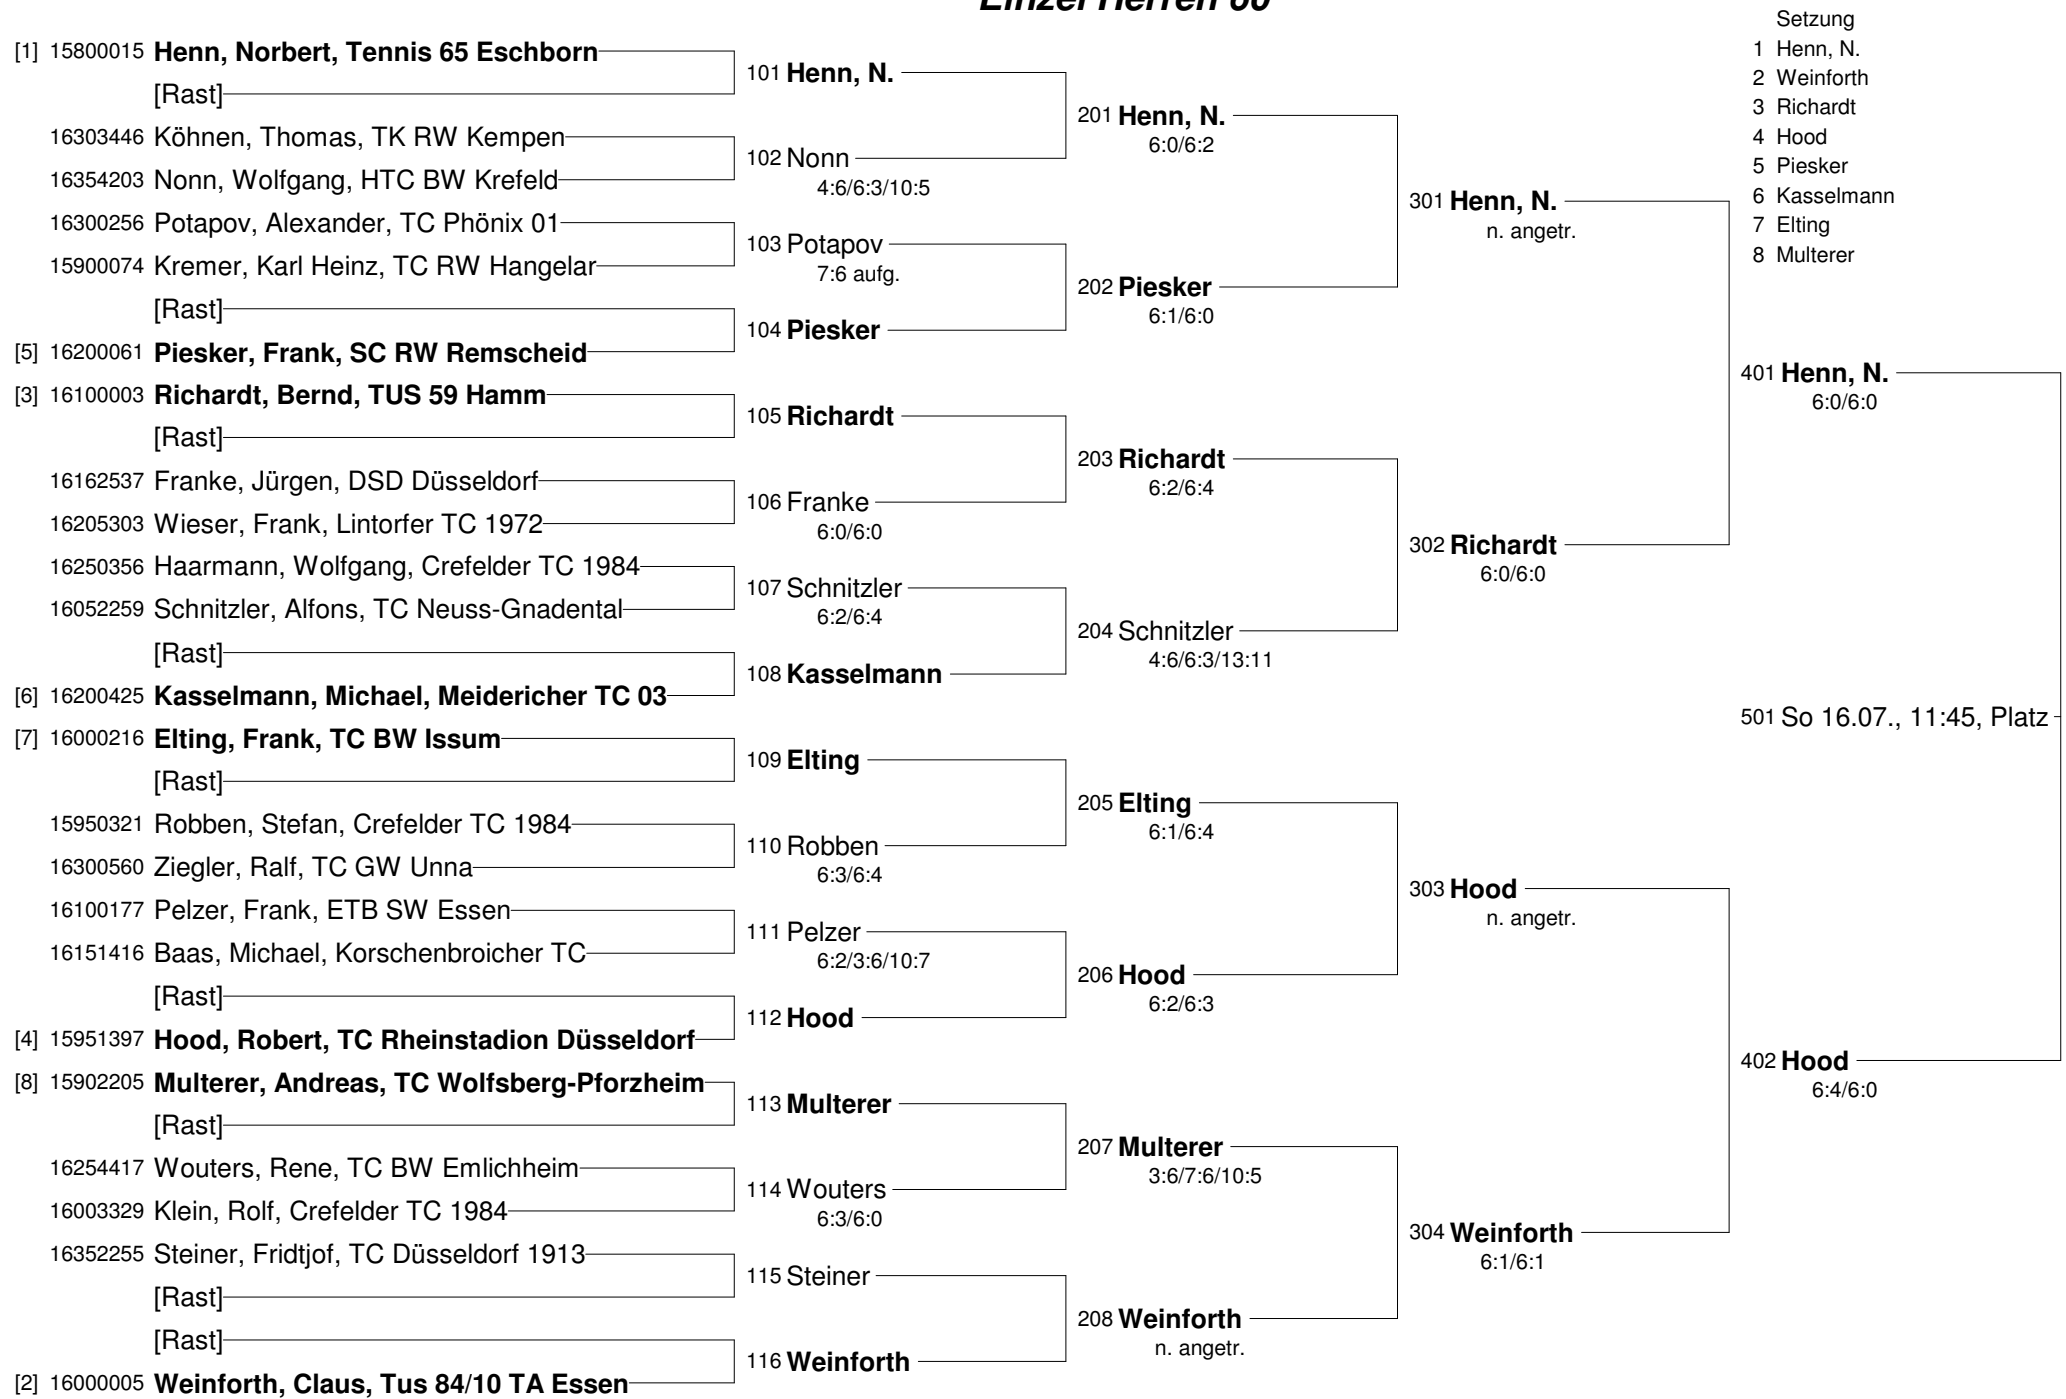 Einzel Herren 60
Setzung
1 Henn, N.
2 Weinforth
3 Richardt
4 Hood
5 Piesker
6 Kasselmann
7 Elting
8 Multerer
[1] 15800015 Henn, Norbert, Tennis 65 Eschborn
[Rast]
16303446 Köhnen, Thomas, TK RW Kempen
16354203 Nonn, Wolfgang, HTC BW Krefeld
16300256 Potapov, Alexander, TC Phönix 01
15900074 Kremer, Karl Heinz, TC RW Hangelar
[Rast]
[5] 16200061 Piesker, Frank, SC RW Remscheid
[3] 16100003 Richardt, Bernd, TUS 59 Hamm
[Rast]
16162537 Franke, Jürgen, DSD Düsseldorf
16205303 Wieser, Frank, Lintorfer TC 1972
16250356 Haarmann, Wolfgang, Crefelder TC 1984
16052259 Schnitzler, Alfons, TC Neuss-Gnadental
[Rast]
[6] 16200425 Kasselmann, Michael, Meidericher TC 03
[7] 16000216 Elting, Frank, TC BW Issum
[Rast]
15950321 Robben, Stefan, Crefelder TC 1984
16300560 Ziegler, Ralf, TC GW Unna
16100177 Pelzer, Frank, ETB SW Essen
16151416 Baas, Michael, Korschenbroicher TC
[Rast]
[4] 15951397 Hood, Robert, TC Rheinstadion Düsseldorf
[8] 15902205 Multerer, Andreas, TC Wolfsberg-Pforzheim
[Rast]
16254417 Wouters, Rene, TC BW Emlichheim
16003329 Klein, Rolf, Crefelder TC 1984
16352255 Steiner, Fridtjof, TC Düsseldorf 1913
[Rast]
[Rast]
[2] 16000005 Weinforth, Claus, Tus 84/10 TA Essen
101 Henn, N.
102 Nonn
4:6/6:3/10:5
103 Potapov
7:6 aufg.
104 Piesker
105 Richardt
106 Franke
6:0/6:0
107 Schnitzler
6:2/6:4
108 Kasselmann
109 Elting
110 Robben
6:3/6:4
111 Pelzer
6:2/3:6/10:7
112 Hood
113 Multerer
114 Wouters
6:3/6:0
115 Steiner
116 Weinforth
201 Henn, N.
6:0/6:2
202 Piesker
6:1/6:0
203 Richardt
6:2/6:4
204 Schnitzler
4:6/6:3/13:11
205 Elting
6:1/6:4
206 Hood
6:2/6:3
207 Multerer
3:6/7:6/10:5
208 Weinforth
n. angetr.
301 Henn, N.
n. angetr.
302 Richardt
6:0/6:0
303 Hood
n. angetr.
304 Weinforth
6:1/6:1
401 Henn, N.
6:0/6:0
402 Hood
6:4/6:0
501 So 16.07., 11:45, Platz